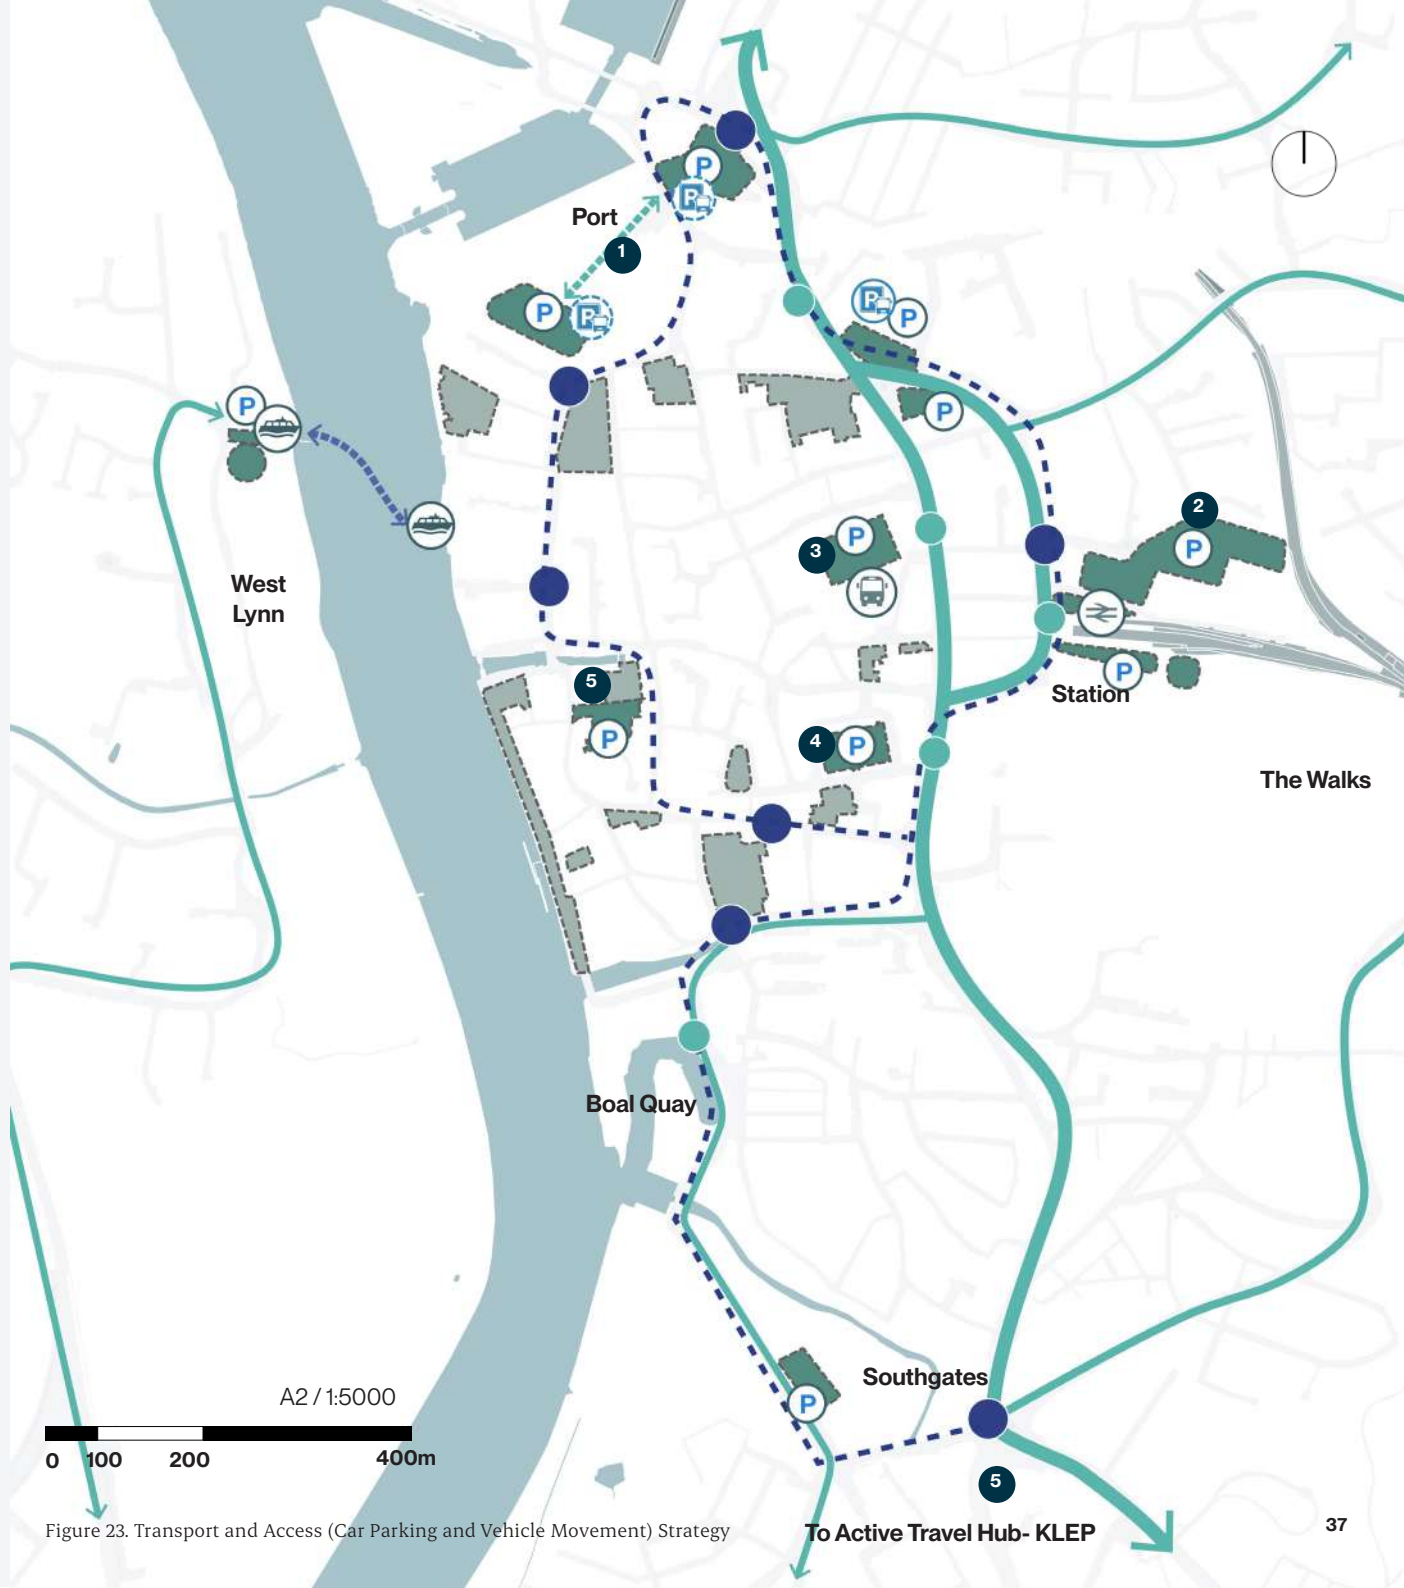 P
P
Port
1
P
P
P
P
P
P
P
2
P
3
P
West
Lynn
5
P
Station
P
4
P
The Walks
Boal Quay
Southgates
P
A2 / 1:5000
0 100 200 400m
5
Figure 23. Transport and Access (Car Parking and Vehicle Movement) Strategy
To Active Travel Hub- KLEP
37